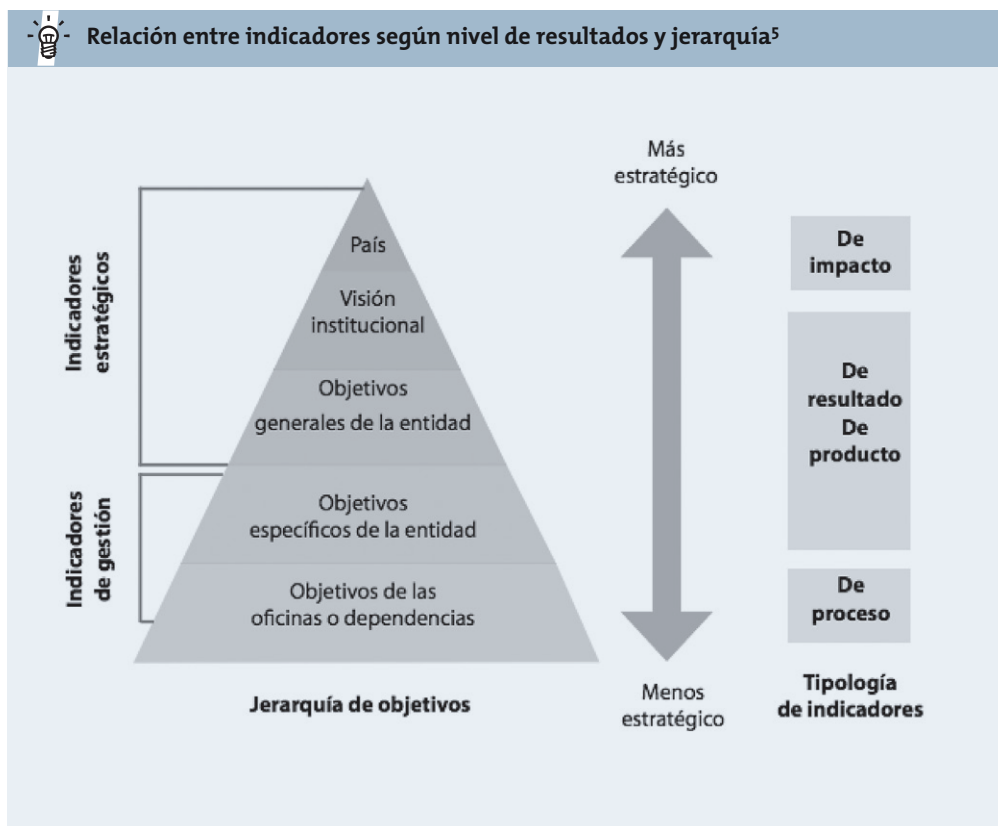 Relación entre indicadores según nivel de resultados y jerarquía⁵
Indicadores
estratégicos
Indicadores
de gestión
País
Visión
institucional
Objetivos
generales de la entidad
Objetivos
específicos de la entidad
Objetivos de las
oficinas o dependencias
Jerarquía de objetivos
Más
estratégico
Menos
estratégico
De
impacto
De
resultado
De
producto
De
proceso
Tipología
de indicadores